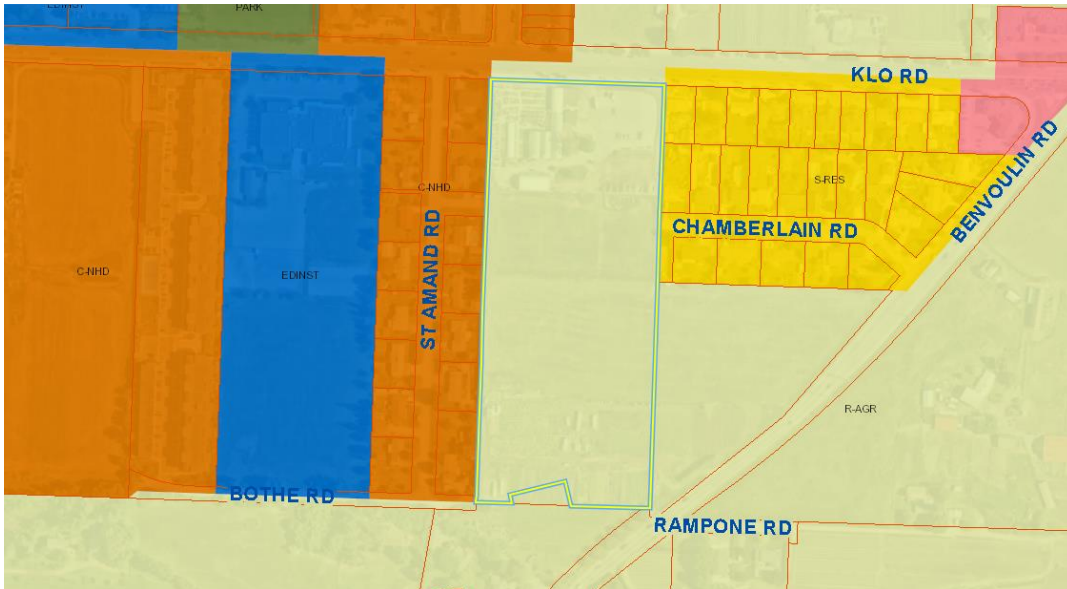 EDINST
PARK
KLO RD
BENVOULIN RD
S-RES
C-NHD
ST AMAND RD
CHAMBERLAIN RD
C-NHD
EDINST
R-AGR
BOTHE RD
RAMPONE RD